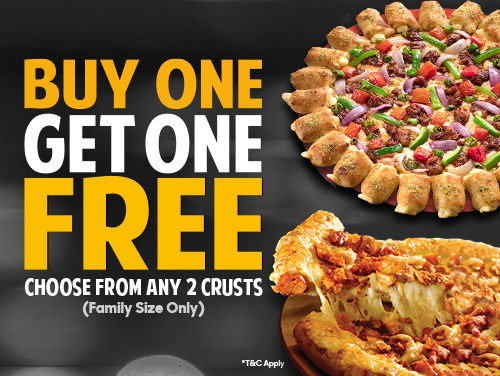 BUY ONE
GET ONE
FREE
CHOOSE FROM ANY 2 CRUSTS
(Family Size Only)
*T&C Apply